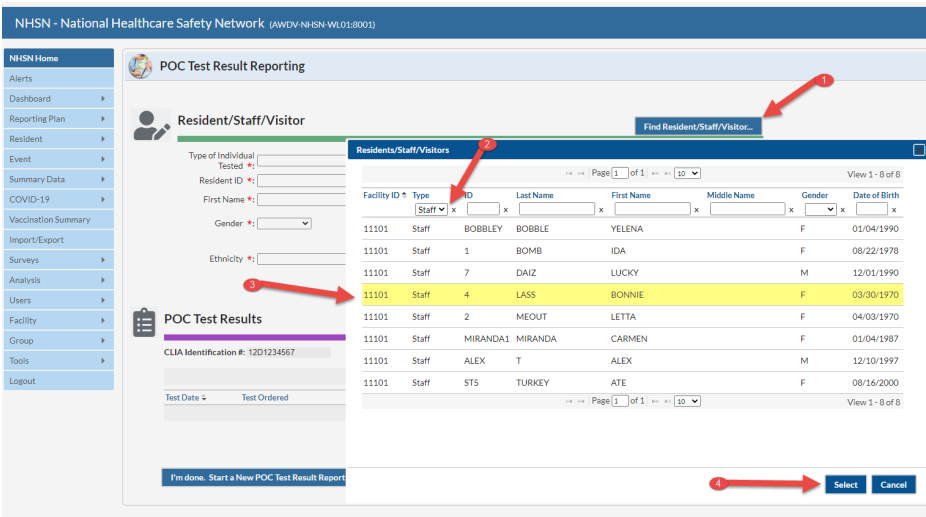 NHSN - National Healthcare Safety Network (AWDV-NHSN-WL01:8001)
NHSN Home
Alerts
Dashboard
Reporting Plan
Resident
Event
Summary Data
COVID-19
Vaccination Summary
Import/Export
Surveys
Analysis
Users
Facility
Group
Tools
Logout
POC Test Result Reporting
1
Resident/Staff/Visitor
Find Resident/Staff/Visitor...
Type of Individual
Tested *:
Resident ID *:
First Name *:
Gender *:
Ethnicity *:
3
POC Test Results
CLIA Identification #: 12D1234567
Test Date Test Ordered
I'm done. Start a New POC Test Result Report
Residents/Staff/Visitors
2
Page 1 of 1 10 View 1 - 8 of 8
Facility ID Type ID Last Name First Name Middle Name Gender Date of Birth
Staff x x x x x x x
11101 Staff BOBBLEY BOBBLE YELENA F 01/04/1990
11101 Staff 1 BOMB IDA F 08/22/1978
11101 Staff 7 DAIZ LUCKY M 12/01/1990
11101 Staff 4 LASS BONNIE F 03/30/1970
11101 Staff 2 MEOUT LETTA F 04/03/1970
11101 Staff MIRANDA1 MIRANDA CARMEN F 01/04/1987
11101 Staff ALEX T ALEX M 12/10/1997
11101 Staff ST5 TURKEY ATE F 08/16/2000
Page 1 of 1 10 View 1 - 8 of 8
4
Select Cancel